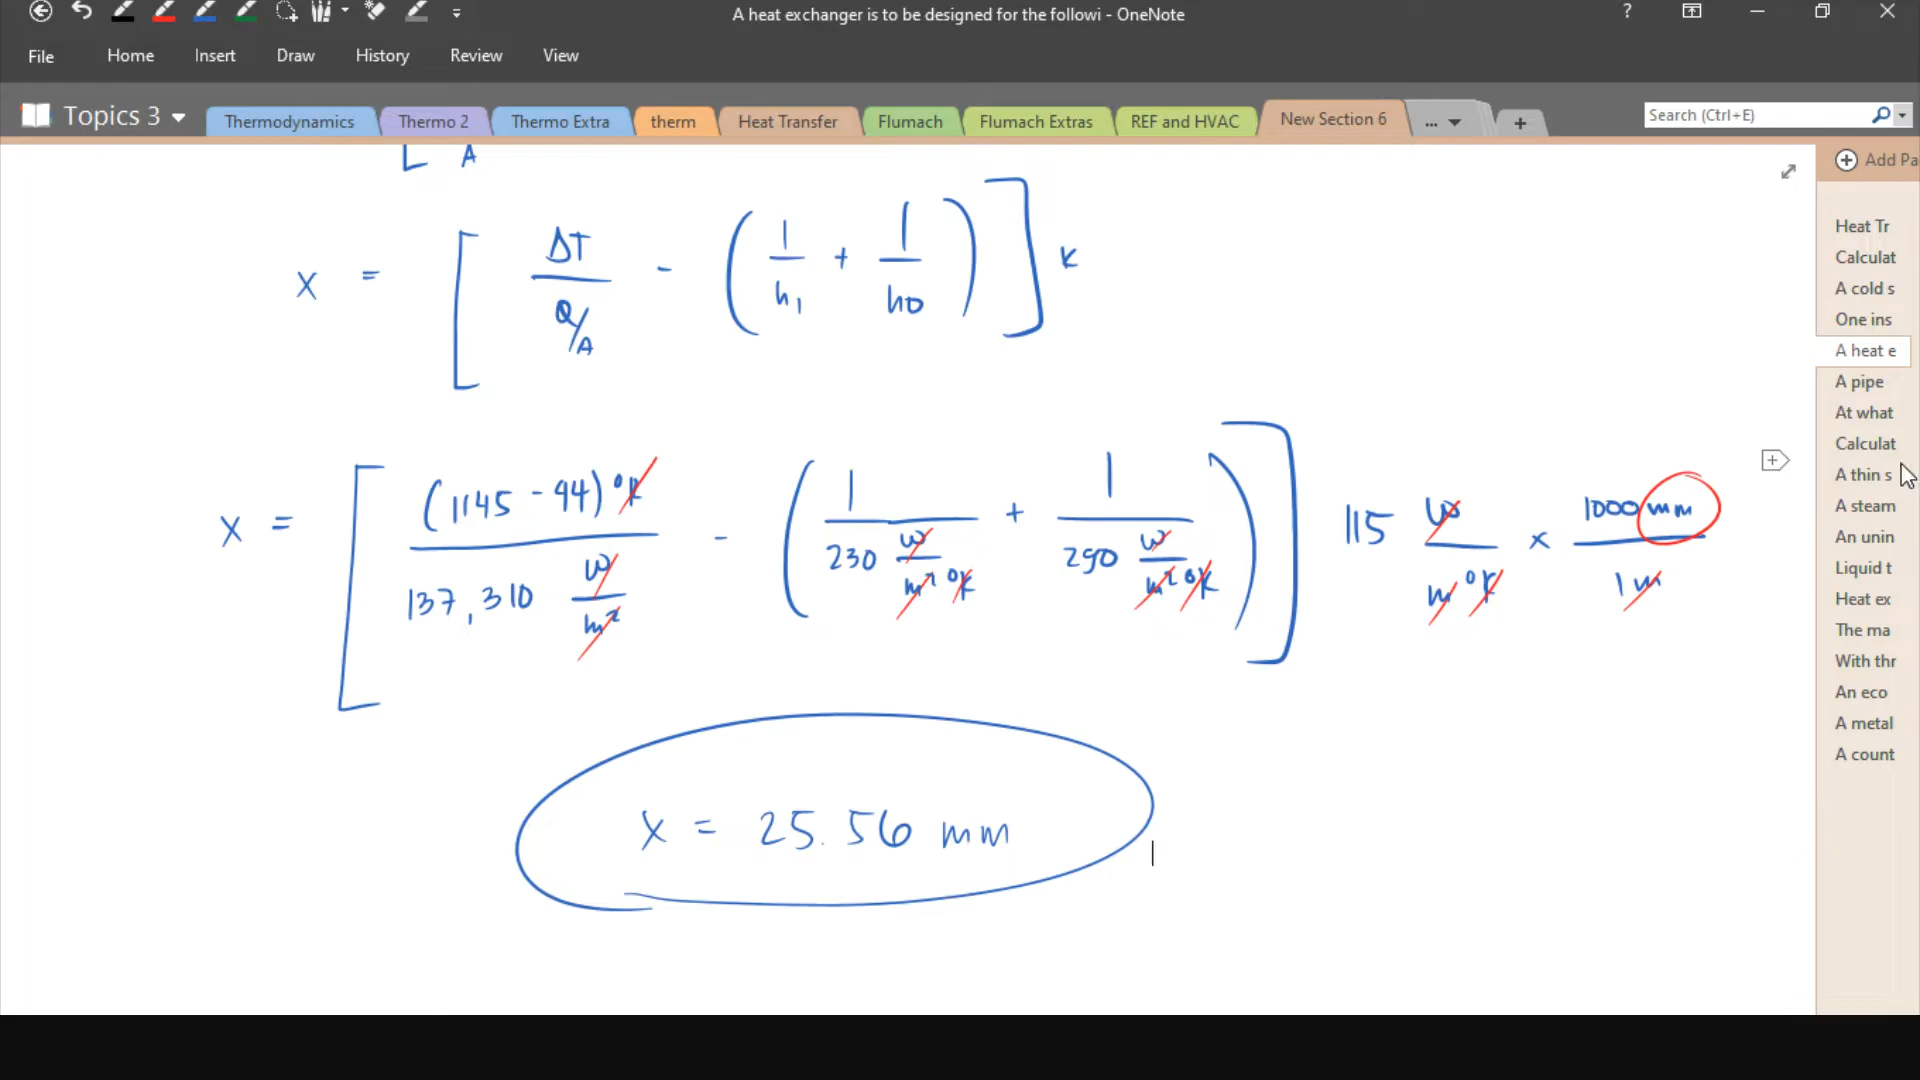 A heat exchanger is to be designed for the followi - OneNote
?
File Home Insert Draw History Review View
Topics 3
Thermodynamics Thermo 2 Thermo Extra therm Heat Transfer Flumach Flumach Extras REF and HVAC New Section 6 ... +
Search (Ctrl+E)
Add Pa
Heat Tr
Calculat
A cold s
One ins
A heat e
A pipe
At what
Calculat
A thin s
A steam
An unin
Liquid t
Heat ex
The ma
With thr
An eco
A metal
A count
A
x = [ ΔT / Q/A - ( 1/h1 + 1/ho ) ] k
x = [ (1145 - 94) °K / 137,310 W/m² - ( 1 / 230 W/m² °K + 1 / 290 W/m² °K ) ] 115 W/m °K x 1000 mm / 1 m
x = 25.56 mm